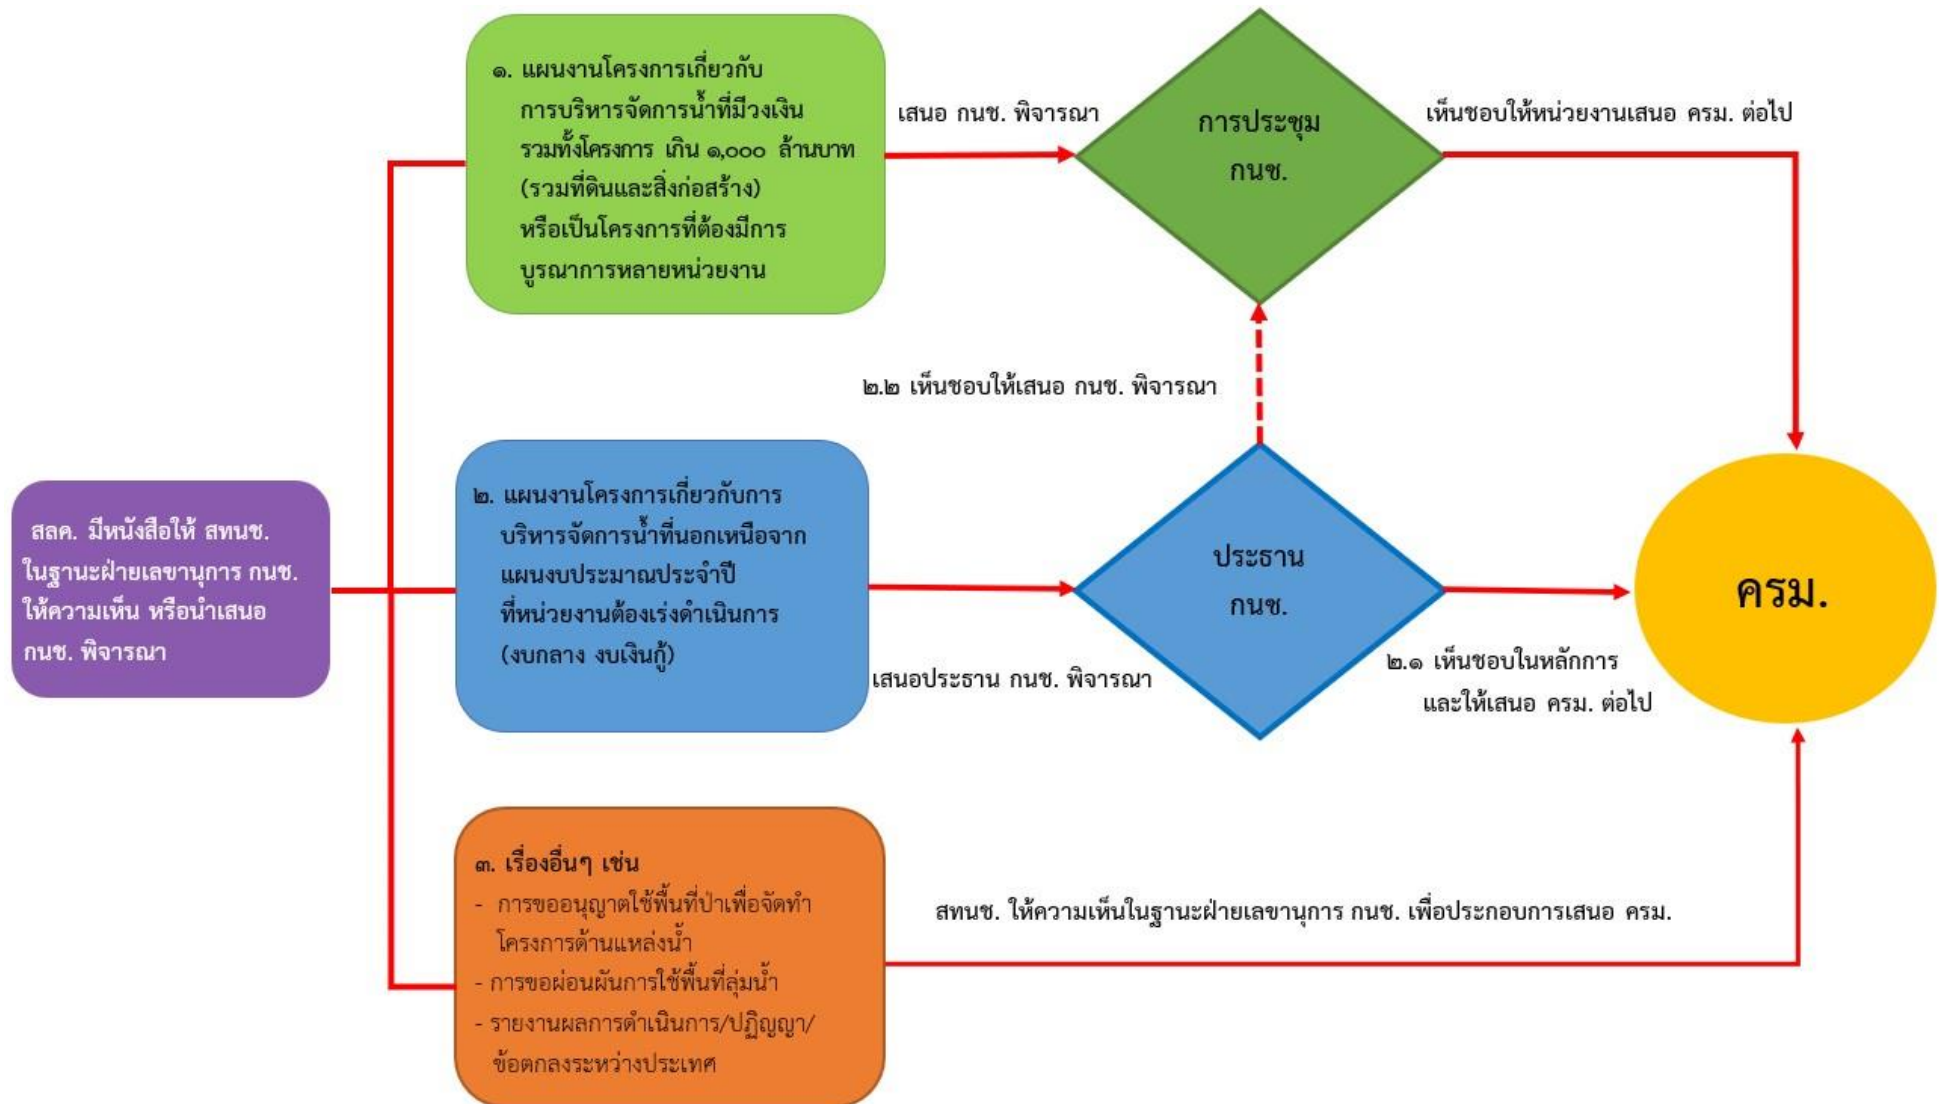 สลค. มีหนังสือให้ สทนช.
ในฐานะฝ่ายเลขานุการ กนช.
ให้ความเห็น หรือนำเสนอ
กนช. พิจารณา
๑. แผนงานโครงการเกี่ยวกับ
การบริหารจัดการน้ำที่มีวงเงิน
รวมทั้งโครงการ เกิน ๑,๐๐๐ ล้านบาท
(รวมที่ดินและสิ่งก่อสร้าง)
หรือเป็นโครงการที่ต้องมีการ
บูรณาการหลายหน่วยงาน
เสนอ กนช. พิจารณา
การประชุม
กนช.
เห็นชอบให้หน่วยงานเสนอ ครม. ต่อไป
๒.๒ เห็นชอบให้เสนอ กนช. พิจารณา
๒. แผนงานโครงการเกี่ยวกับการ
บริหารจัดการน้ำที่นอกเหนือจาก
แผนงบประมาณประจำปี
ที่หน่วยงานต้องเร่งดำเนินการ
(งบกลาง งบเงินกู้)
เสนอประธาน กนช. พิจารณา
ประธาน
กนช.
๒.๑ เห็นชอบในหลักการ
และให้เสนอ ครม. ต่อไป
ครม.
๓. เรื่องอื่นๆ เช่น
- การขออนุญาตใช้พื้นที่ป่าเพื่อจัดทำ
โครงการด้านแหล่งน้ำ
- การขอผ่อนผันการใช้พื้นที่ลุ่มน้ำ
- รายงานผลการดำเนินการ/ปฏิญญา/
ข้อตกลงระหว่างประเทศ
สทนช. ให้ความเห็นในฐานะฝ่ายเลขานุการ กนช. เพื่อประกอบการเสนอ ครม.